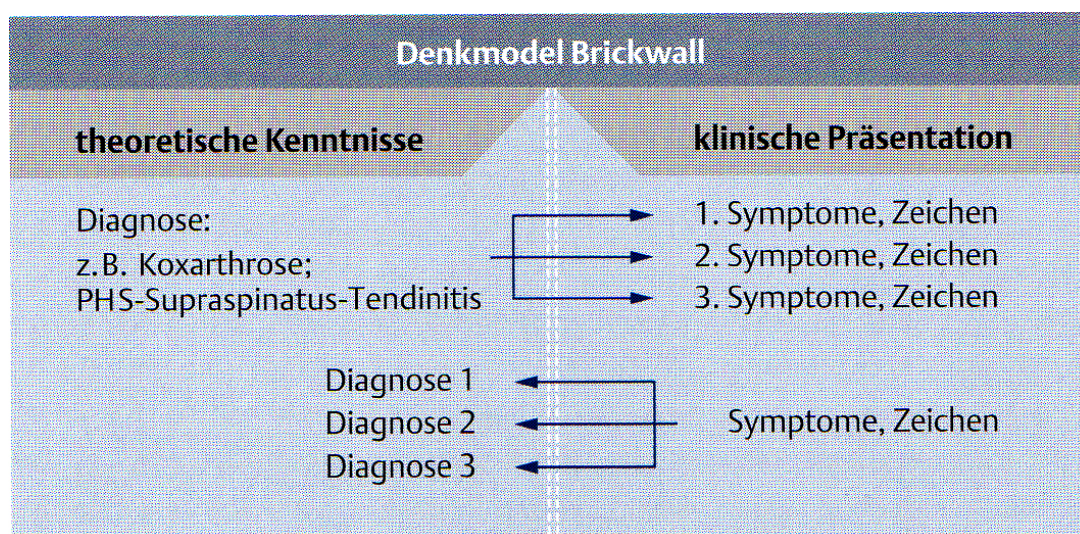 Denkmodel Brickwall
theoretische Kenntnisse
klinische Präsentation
Diagnose:
z.B. Koxarthrose;
PHS-Supraspinatus-Tendinitis
1. Symptome, Zeichen
2. Symptome, Zeichen
3. Symptome, Zeichen
Diagnose 1
Diagnose 2
Diagnose 3
Symptome, Zeichen